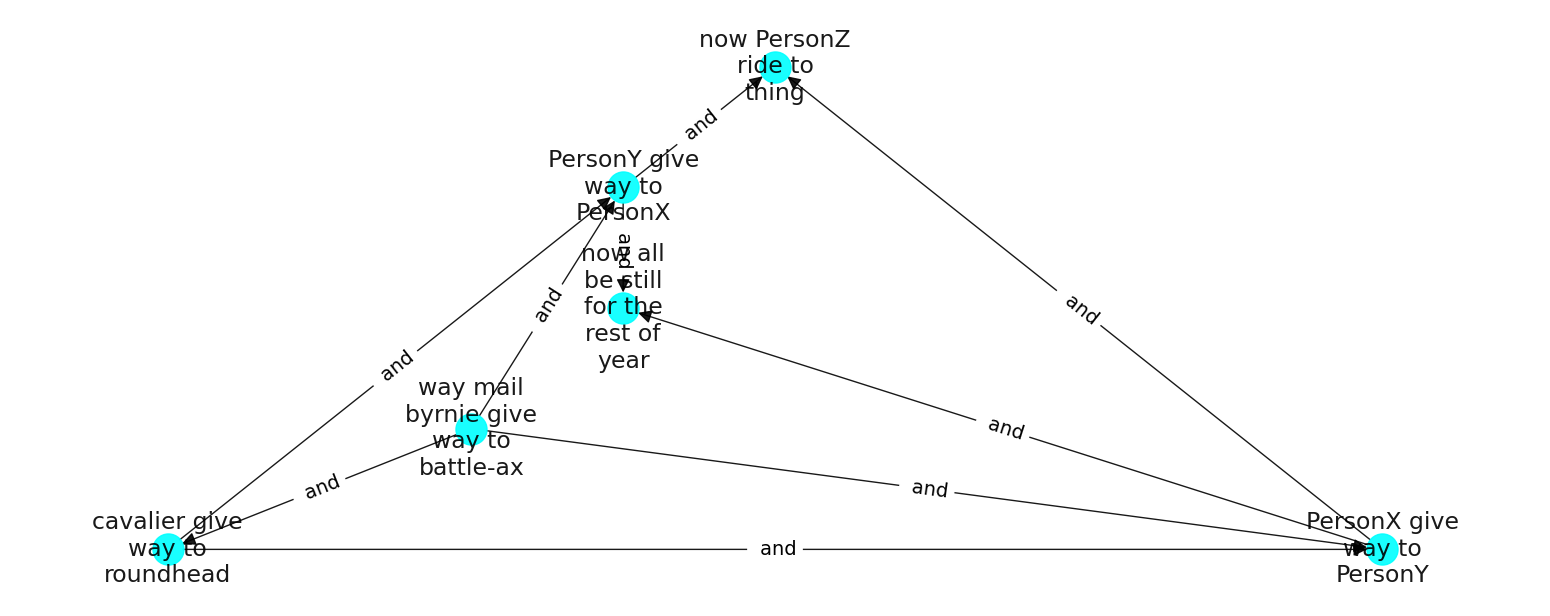 now PersonZ
ride to
thing
and
PersonY give
way to
PersonX
and
now all
be still
for the
rest of
year
and
and
and
way mail
byrnie give
way to
battle-ax
and
and
and
cavalier give
way to
roundhead
and
PersonX give
way to
PersonY